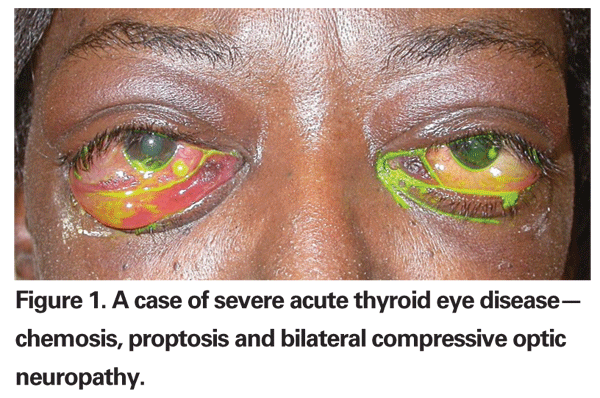 Figure 1. A case of severe acute thyroid eye disease—
chemosis, proptosis and bilateral compressive optic
neuropathy.